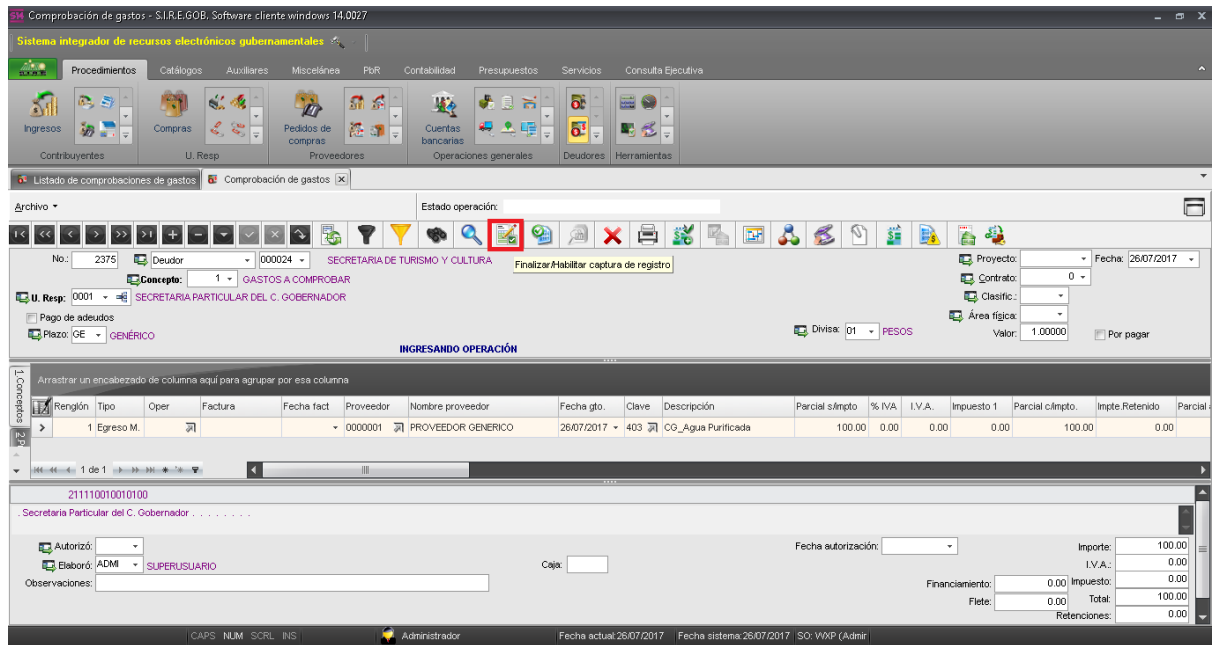 Comprobación de gastos - S.I.R.E.GOB. Software cliente windows 14.0027
Sistema integrador de recursos electrónicos gubernamentales
Procedimientos Catálogos Auxiliares Miscelánea PbR Contabilidad Presupuestos Servicios Consulta Ejecutiva
Ingresos Compras Pedidos de compras Cuentas bancarias
Contribuyentes U. Resp Proveedores Operaciones generales Deudores Herramientas
Listado de comprobaciones de gastos Comprobación de gastos
Archivo Estado operación:
No.: 2375 Deudor 000024 SECRETARIA DE TURISMO Y CULTURA Finalizar/Habilitar captura de registro Proyecto: Fecha: 26/07/2017
Concepto: 1 GASTOS A COMPROBAR Contrato: 0
U. Resp: 0001 SECRETARIA PARTICULAR DEL C. GOBERNADOR Clasific.:
Pago de adeudos Área física:
Plazo: GE GENÉRICO Divisa: 01 PESOS Valor: 1.00000 Por pagar
INGRESANDO OPERACIÓN
1.Conceptos
2.P
Arrastrar un encabezado de columna aquí para agrupar por esa columna
Renglón Tipo Oper Factura Fecha fact Proveedor Nombre proveedor Fecha gto. Clave Descripción Parcial s/impto % IVA I.V.A. Impuesto 1 Parcial c/impto. Impte.Retenido Parcial
1 Egreso M. 0000001 PROVEEDOR GENERICO 26/07/2017 403 CG_Agua Purificada 100.00 0.00 0.00 0.00 100.00 0.00
1 de 1
211110010010100
. Secretaria Particular del C. Gobernador . . . . . . . .
Autorizó: Fecha autorización: Importe: 100.00
Elaboró: ADMI SUPERUSUARIO Caja: I.V.A.: 0.00
Observaciones: Financiamiento: 0.00 Impuesto: 0.00
Flete: 0.00 Total: 100.00
Retenciones: 0.00
CAPS NUM SCRL INS Administrador Fecha actual:26/07/2017 Fecha sistema:26/07/2017 SO: WXP (Admir